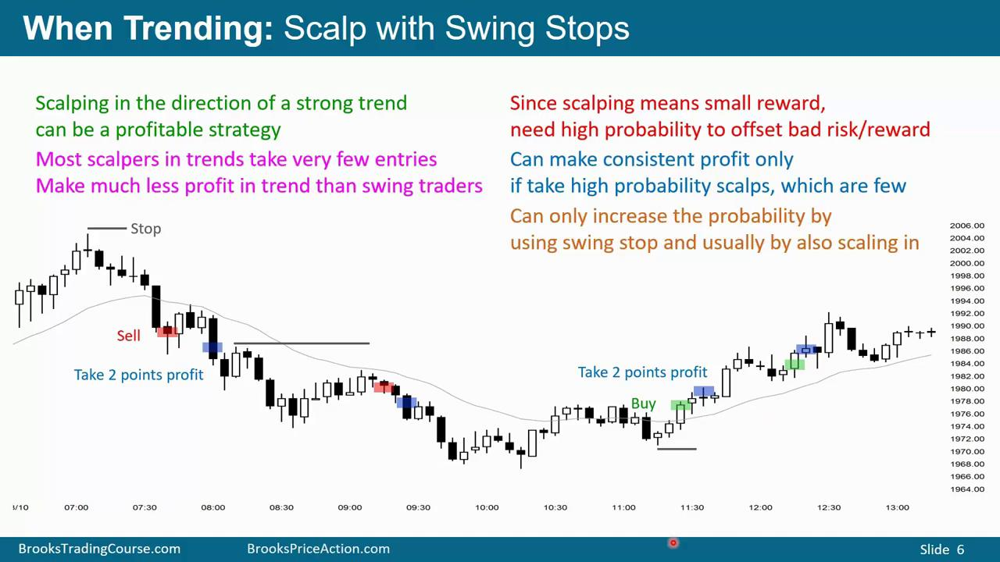 When Trending: Scalp with Swing Stops
Scalping in the direction of a strong trend
can be a profitable strategy
Most scalpers in trends take very few entries
Make much less profit in trend than swing traders
Since scalping means small reward,
need high probability to offset bad risk/reward
Can make consistent profit only
if take high probability scalps, which are few
Can only increase the probability by
using swing stop and usually by also scaling in
Stop
Sell
Take 2 points profit
Take 2 points profit
Buy
2006.00
2004.00
2002.00
2000.00
1998.00
1996.00
1994.00
1992.00
1990.00
1988.00
1986.00
1984.00
1982.00
1980.00
1978.00
1976.00
1974.00
1972.00
1970.00
1968.00
1966.00
1964.00
/10 07:00 07:30 08:00 08:30 09:00 09:30 10:00 10:30 11:00 11:30 12:00 12:30 13:00
BrooksTradingCourse.com BrooksPriceAction.com Slide 6